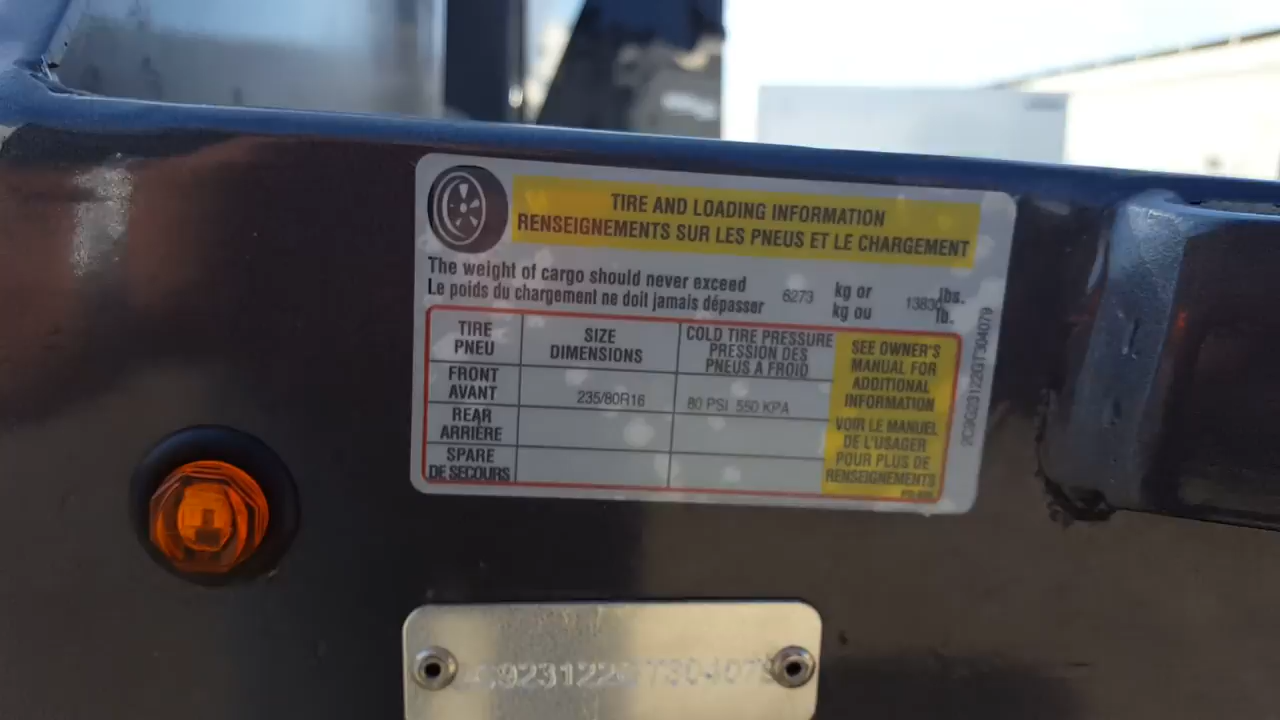 TIRE AND LOADING INFORMATION
RENSEIGNEMENTS SUR LES PNEUS ET LE CHARGEMENT
The weight of cargo should never exceed 6273 kg or 13830 lbs.
Le poids du chargement ne doit jamais dépasser kg ou lb.
TIRE SIZE COLD TIRE PRESSURE
PNEU DIMENSIONS PRESSION DES
PNEUS A FROID
FRONT
AVANT 235/80R16 80 PSI 550 KPA
REAR
ARRIÈRE
SPARE
DE SECOURS
SEE OWNER'S
MANUAL FOR
ADDITIONAL
INFORMATION
VOIR LE MANUEL
DE L'USAGER
POUR PLUS DE
RENSEIGNEMENTS